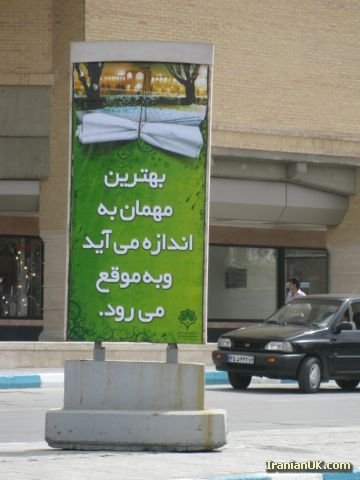 بهترین
مهمان به
اندازه می آید
وبه موقع
می رود.
IranianUK.com